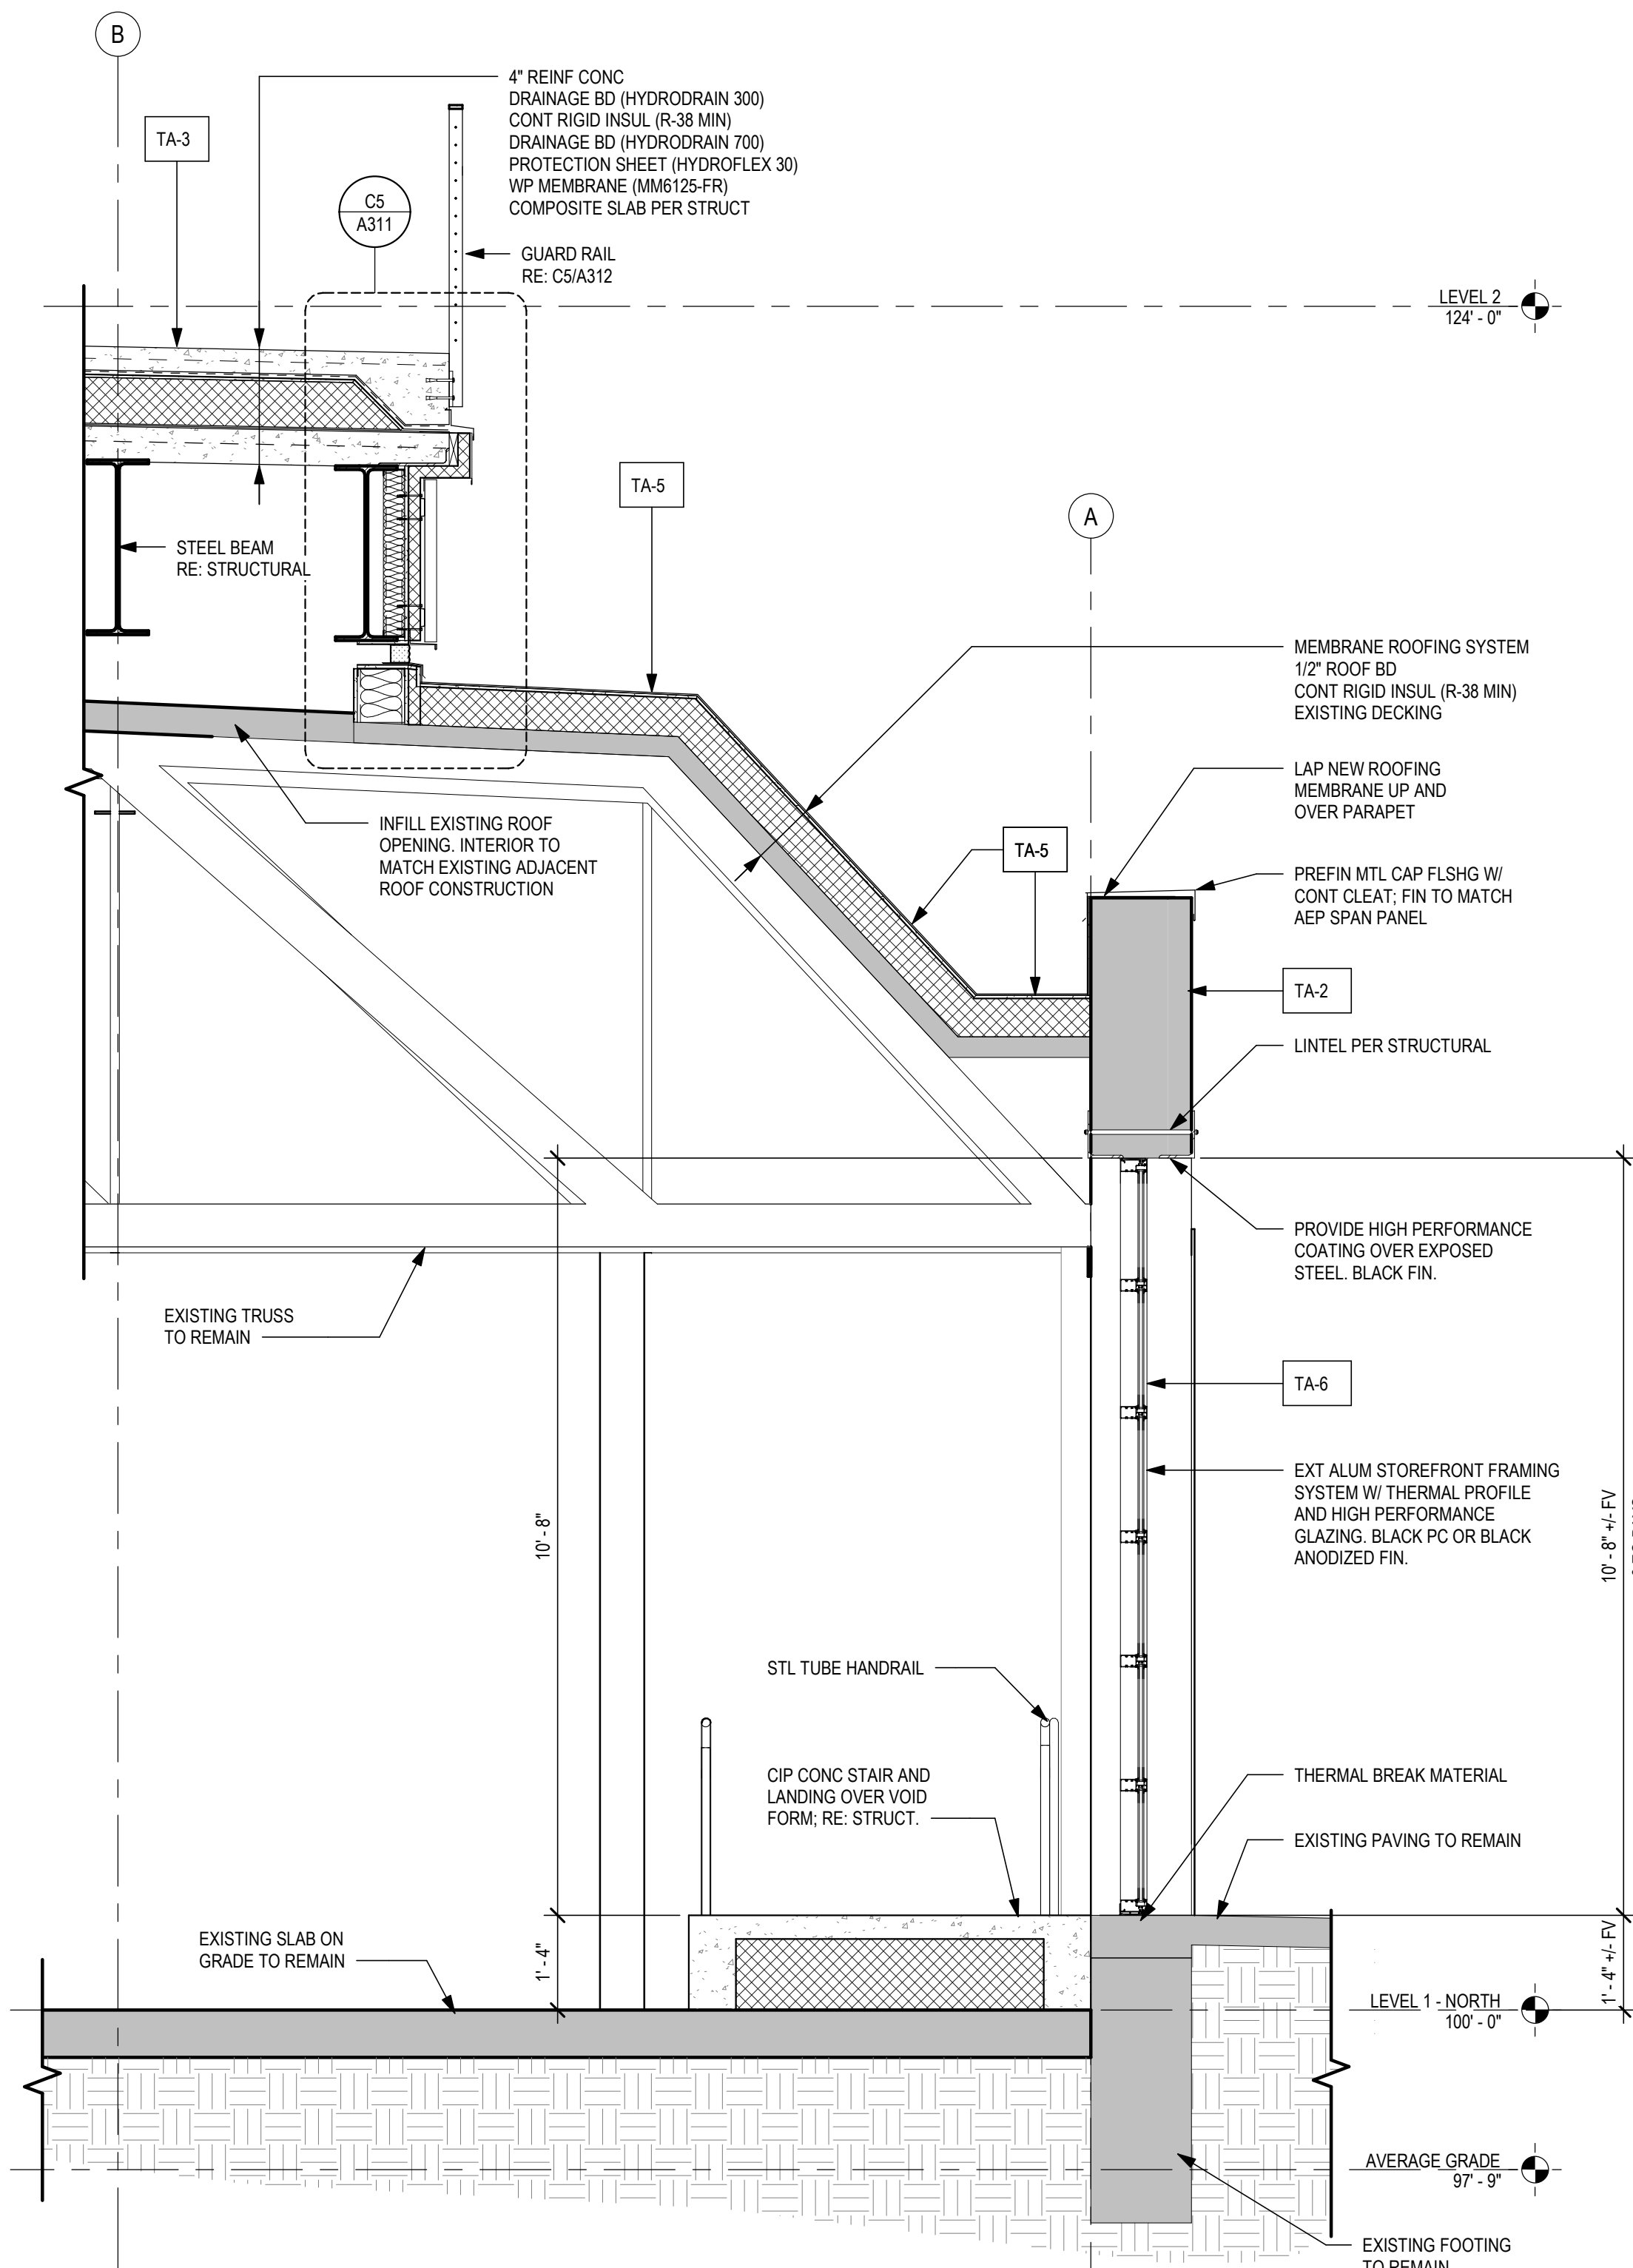 B
4" REINF CONC
DRAINAGE BD (HYDRODRAIN 300)
CONT RIGID INSUL (R-38 MIN)
DRAINAGE BD (HYDRODRAIN 700)
PROTECTION SHEET (HYDROFLEX 30)
WP MEMBRANE (MM6125-FR)
COMPOSITE SLAB PER STRUCT
TA-3
C5
A311
GUARD RAIL
RE: C5/A312
LEVEL 2
124' - 0"
TA-5
A
STEEL BEAM
RE: STRUCTURAL
MEMBRANE ROOFING SYSTEM
1/2" ROOF BD
CONT RIGID INSUL (R-38 MIN)
EXISTING DECKING
LAP NEW ROOFING
MEMBRANE UP AND
OVER PARAPET
INFILL EXISTING ROOF
OPENING. INTERIOR TO
MATCH EXISTING ADJACENT
ROOF CONSTRUCTION
TA-5
PREFIN MTL CAP FLSHG W/
CONT CLEAT; FIN TO MATCH
AEP SPAN PANEL
TA-2
LINTEL PER STRUCTURAL
PROVIDE HIGH PERFORMANCE
COATING OVER EXPOSED
STEEL. BLACK FIN.
EXISTING TRUSS
TO REMAIN
TA-6
EXT ALUM STOREFRONT FRAMING
SYSTEM W/ THERMAL PROFILE
AND HIGH PERFORMANCE
GLAZING. BLACK PC OR BLACK
ANODIZED FIN.
10' - 8"
10' - 8" +/- FV
STL TUBE HANDRAIL
CIP CONC STAIR AND
LANDING OVER VOID
FORM; RE: STRUCT.
THERMAL BREAK MATERIAL
EXISTING PAVING TO REMAIN
EXISTING SLAB ON
GRADE TO REMAIN
1' - 4"
1' - 4" +/- FV
LEVEL 1 - NORTH
100' - 0"
AVERAGE GRADE
97' - 9"
EXISTING FOOTING
TO REMAIN